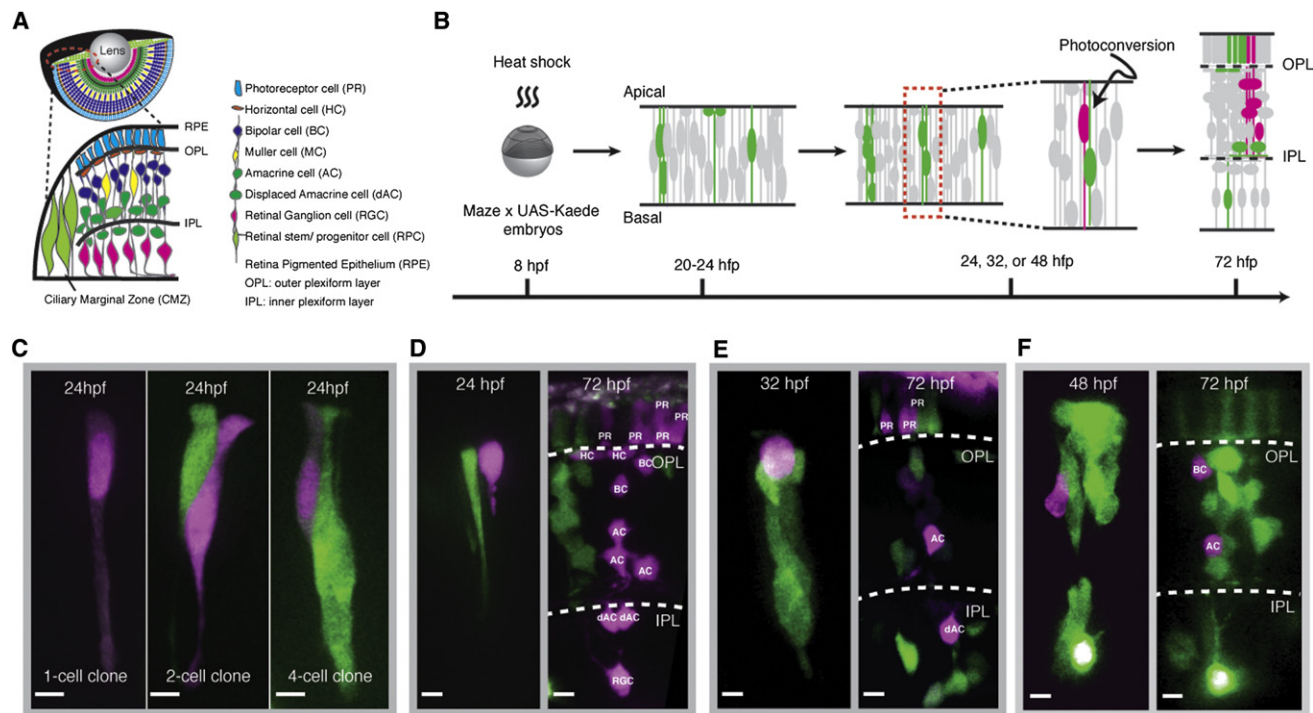 A
Lens
RPE
OPL
IPL
Ciliary Marginal Zone (CMZ)
Photoreceptor cell (PR)
Horizontal cell (HC)
Bipolar cell (BC)
Muller cell (MC)
Amacrine cell (AC)
Displaced Amacrine cell (dAC)
Retinal Ganglion cell (RGC)
Retinal stem/ progenitor cell (RPC)
Retina Pigmented Epithelium (RPE)
OPL: outer plexiform layer
IPL: inner plexiform layer
B
Heat shock
Maze x UAS-Kaede
embryos
Apical
Basal
Photoconversion
OPL
IPL
8 hpf
20-24 hfp
24, 32, or 48 hfp
72 hfp
C
24hpf
1-cell clone
24hpf
2-cell clone
24hpf
4-cell clone
D
24 hpf
72 hpf
PR
PR
PR
PR
PR
HC
HC
BC
OPL
BC
AC
AC
AC
dAC
dAC
IPL
RGC
E
32 hpf
72 hpf
PR
PR
PR
PR
OPL
AC
IPL
dAC
F
48 hpf
72 hpf
OPL
BC
AC
IPL